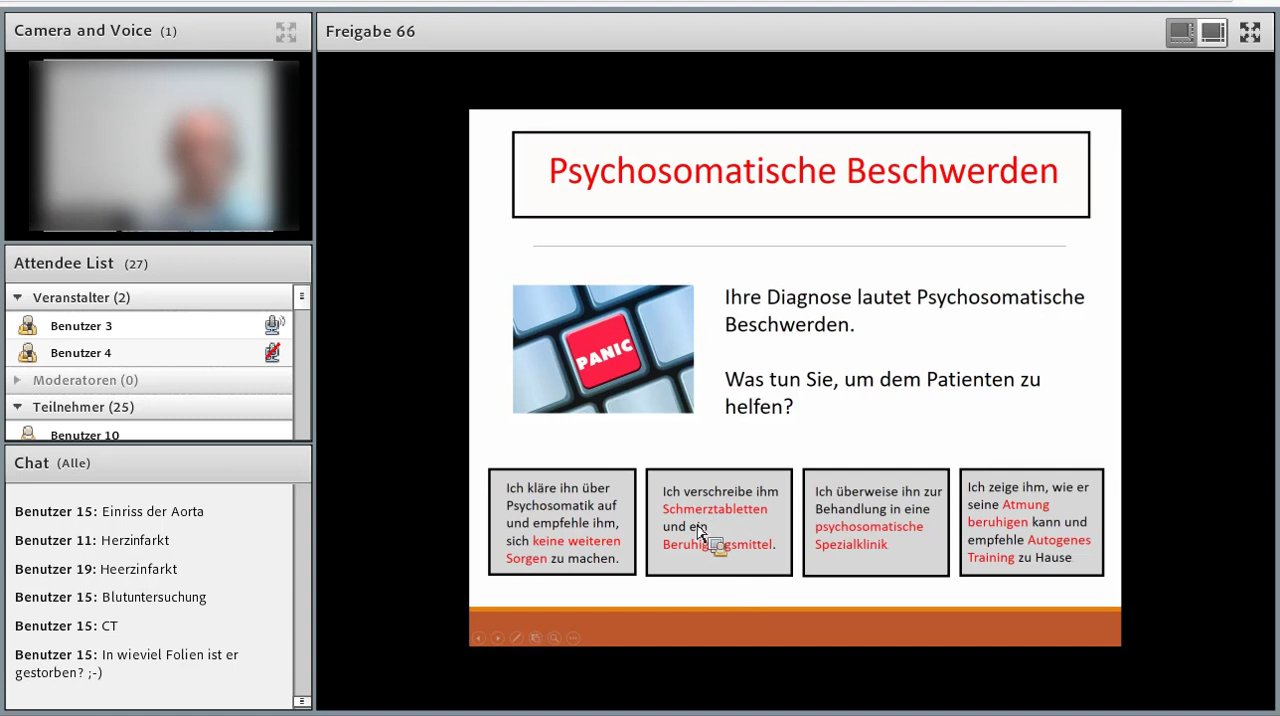 Camera and Voice (1)
Freigabe 66
Attendee List (27)
Veranstalter (2)
Benutzer 3
Benutzer 4
Moderatoren (0)
Teilnehmer (25)
Benutzer 10
Chat (Alle)
Benutzer 15: Einriss der Aorta
Benutzer 11: Herzinfarkt
Benutzer 19: Heerzinfarkt
Benutzer 15: Blutuntersuchung
Benutzer 15: CT
Benutzer 15: In wieviel Folien ist er
gestorben? ;-)
Psychosomatische Beschwerden
PANIC
Ihre Diagnose lautet Psychosomatische
Beschwerden.
Was tun Sie, um dem Patienten zu
helfen?
Ich kläre ihn über
Psychosomatik auf
und empfehle ihm,
sich keine weiteren
Sorgen zu machen.
Ich verschreibe ihm
Schmerztabletten
und ein
Beruhigungsmittel.
Ich überweise ihn zur
Behandlung in eine
psychosomatische
Spezialklinik
Ich zeige ihm, wie er
seine Atmung
beruhigen kann und
empfehle Autogenes
Training zu Hause